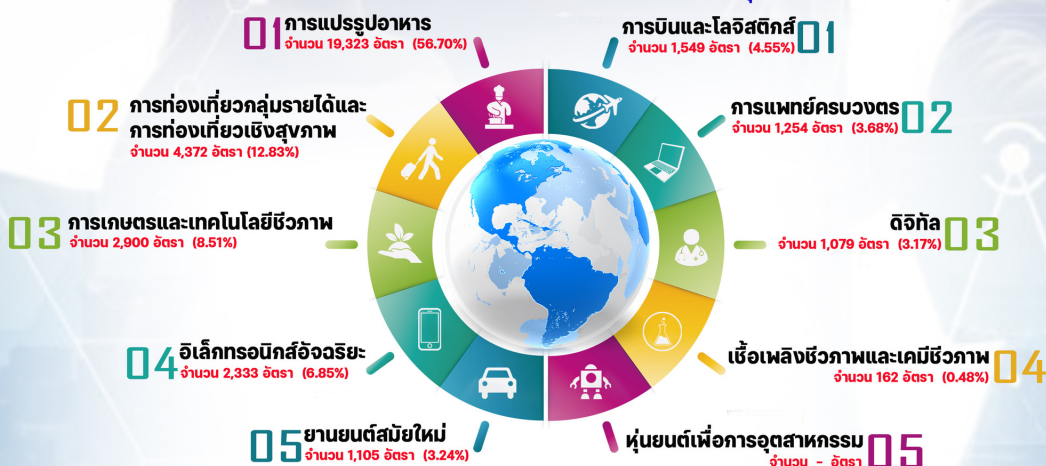 01 การแปรรูปอาหาร
จำนวน 19,323 อัตรา (56.70%)
02 การท่องเที่ยวกลุ่มรายได้และ
การท่องเที่ยวเชิงสุขภาพ
จำนวน 4,372 อัตรา (12.83%)
03 การเกษตรและเทคโนโลยีชีวภาพ
จำนวน 2,900 อัตรา (8.51%)
04 อิเล็กทรอนิกส์อัจฉริยะ
จำนวน 2,333 อัตรา (6.85%)
05 ยานยนต์สมัยใหม่
จำนวน 1,105 อัตรา (3.24%)
การบินและโลจิสติกส์ 01
จำนวน 1,549 อัตรา (4.55%)
การแพทย์ครบวงตร 02
จำนวน 1,254 อัตรา (3.68%)
ดิจิทัล 03
จำนวน 1,079 อัตรา (3.17%)
เชื้อเพลิงชีวภาพและเคมีชีวภาพ 04
จำนวน 162 อัตรา (0.48%)
หุ่นยนต์เพื่อการอุตสาหกรรม 05
จำนวน - อัตรา